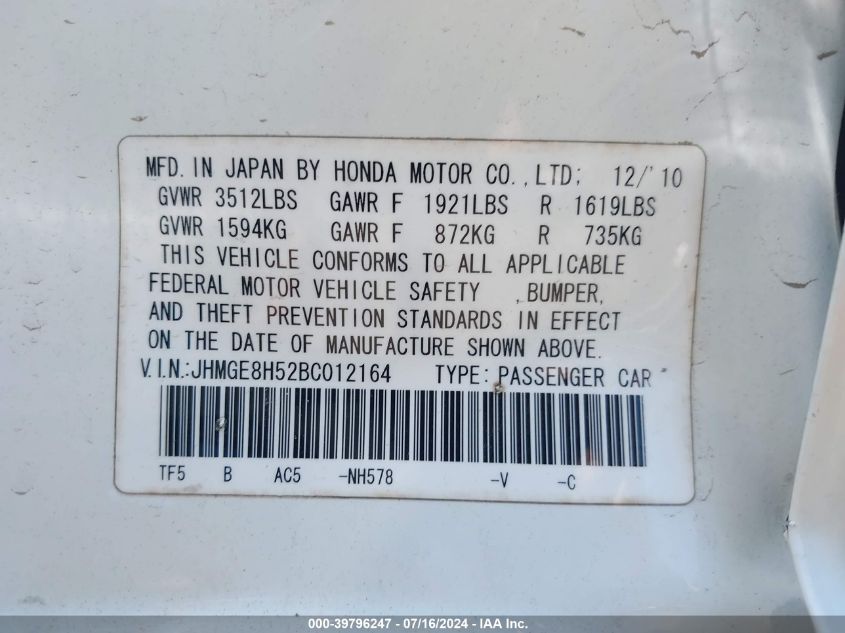 MFD. IN JAPAN BY HONDA MOTOR CO., LTD; 12/'10
GVWR 3512LBS GAWR F 1921LBS R 1619LBS
GVWR 1594KG GAWR F 872KG R 735KG
THIS VEHICLE CONFORMS TO ALL APPLICABLE
FEDERAL MOTOR VEHICLE SAFETY , BUMPER,
AND THEFT PREVENTION STANDARDS IN EFFECT
ON THE DATE OF MANUFACTURE SHOWN ABOVE.
V.I.N.:JHMGE8H52BC012164 TYPE: PASSENGER CAR
TF5 B AC5 -NH578 -V -C
000-39796247 - 07/16/2024 - IAA Inc.